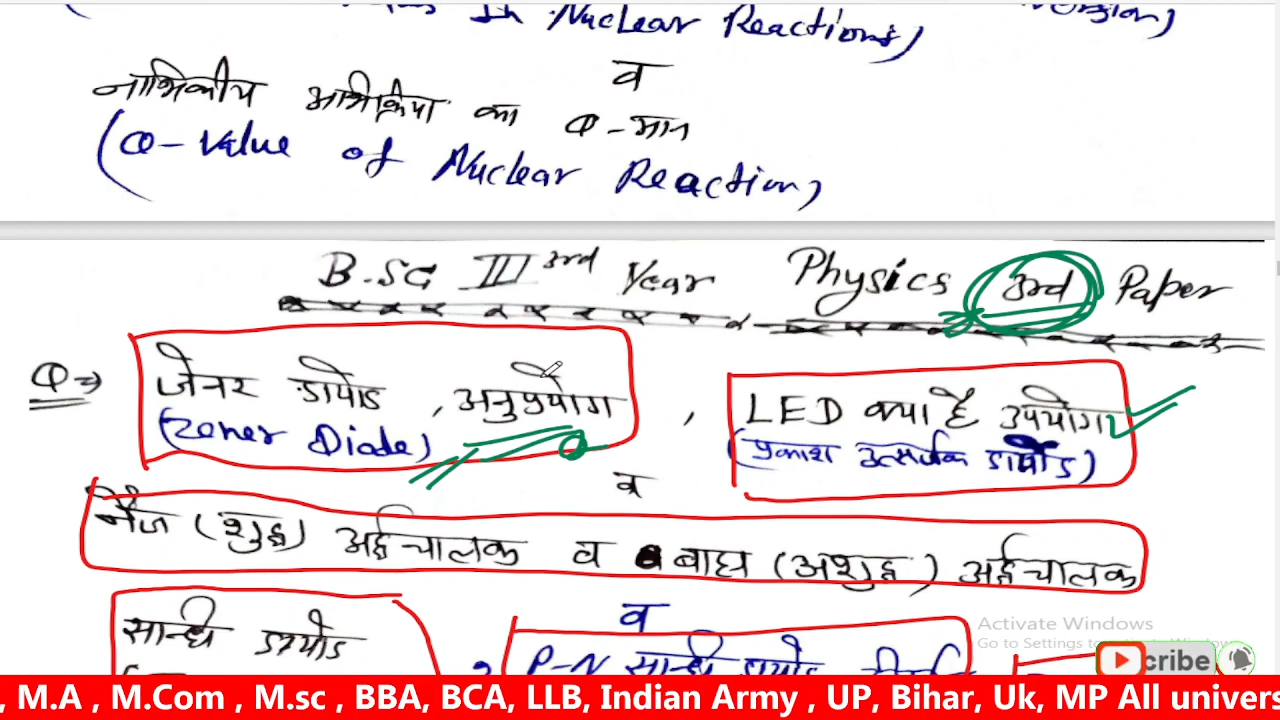 In Nuclear Reactions)
व
नाभिकीय अभिक्रिया का Q-मान
(Q-Value of Nuclear Reaction)
B.SC III 3rd Year Physics 3rd Paper
Q⇒ जेनर डायोड , अनुप्रयोग , LED क्या है उपयोग
(Zener Diode) (प्रकाश उत्सर्जक डायोड)
व
नैज (शुद्ध) अर्द्धचालक व बाह्य (अशुद्ध) अर्द्धचालक
व
सन्धि डायोड , P-N सन्धि डायोड
Activate Windows
Go to Settings to activate Windows
cribe
, M.A , M.Com , M.sc , BBA, BCA, LLB, Indian Army , UP, Bihar, Uk, MP All univers